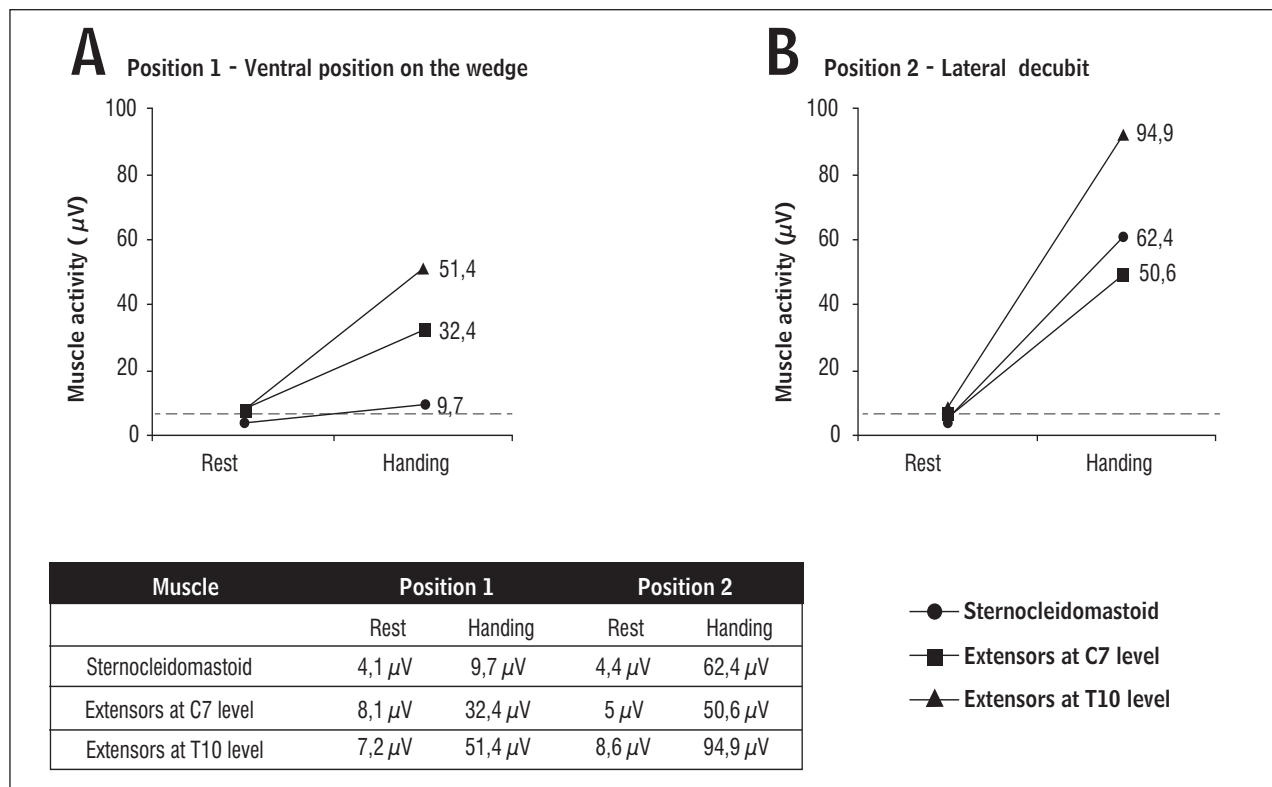 A Position 1 - Ventral position on the wedge
100
80
60
40
20
0
Muscle activity ( µV)
51,4
32,4
9,7
Rest Handing
B Position 2 - Lateral decubit
100
80
60
40
20
0
Muscle activity (µV)
94,9
62,4
50,6
Rest Handing
Muscle Position 1 Position 2
Rest Handing Rest Handing
Sternocleidomastoid 4,1 µV 9,7 µV 4,4 µV 62,4 µV
Extensors at C7 level 8,1 µV 32,4 µV 5 µV 50,6 µV
Extensors at T10 level 7,2 µV 51,4 µV 8,6 µV 94,9 µV
Sternocleidomastoid
Extensors at C7 level
Extensors at T10 level